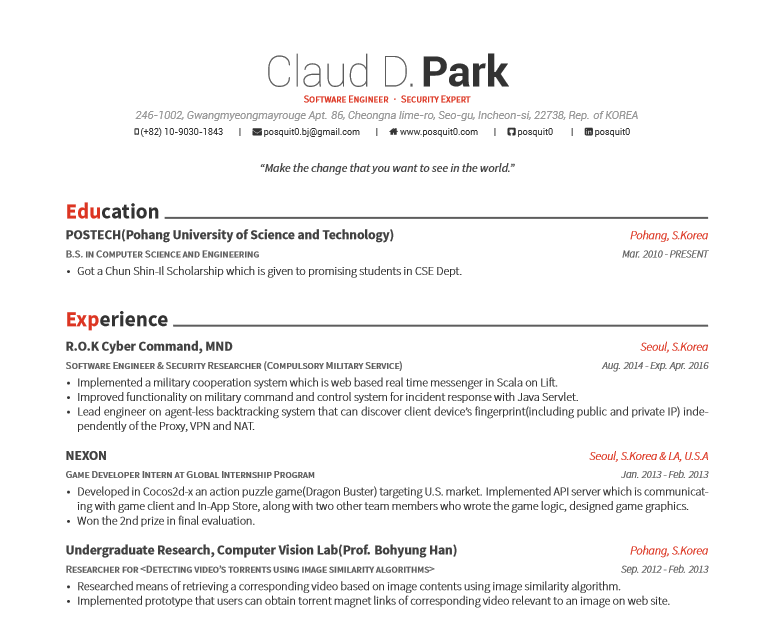 Claud D. Park
Software Engineer · Security Expert
246-1002, Gwangmyeongmayrouge Apt. 86, Cheongna lime-ro, Seo-gu, Incheon-si, 22738, Rep. of KOREA
(+82) 10-9030-1843 | posquit0.bj@gmail.com | www.posquit0.com | posquit0 | posquit0
“Make the change that you want to see in the world.”
Education
POSTECH(Pohang University of Science and Technology) Pohang, S.Korea
B.S. in Computer Science and Engineering Mar. 2010 - PRESENT
• Got a Chun Shin-Il Scholarship which is given to promising students in CSE Dept.
Experience
R.O.K Cyber Command, MND Seoul, S.Korea
Software Engineer & Security Researcher (Compulsory Military Service) Aug. 2014 - Exp. Apr. 2016
• Implemented a military cooperation system which is web based real time messenger in Scala on Lift.
• Improved functionality on military command and control system for incident response with Java Servlet.
• Lead engineer on agent-less backtracking system that can discover client device’s fingerprint(including public and private IP) inde-
pendently of the Proxy, VPN and NAT.
NEXON Seoul, S.Korea & LA, U.S.A
Game Developer Intern at Global Internship Program Jan. 2013 - Feb. 2013
• Developed in Cocos2d-x an action puzzle game(Dragon Buster) targeting U.S. market. Implemented API server which is communicat-
ing with game client and In-App Store, along with two other team members who wrote the game logic, designed game graphics.
• Won the 2nd prize in final evaluation.
Undergraduate Research, Computer Vision Lab(Prof. Bohyung Han) Pohang, S.Korea
Researcher for <Detecting video’s torrents using image similarity algorithms> Sep. 2012 - Feb. 2013
• Researched means of retrieving a corresponding video based on image contents using image similarity algorithm.
• Implemented prototype that users can obtain torrent magnet links of corresponding video relevant to an image on web site.